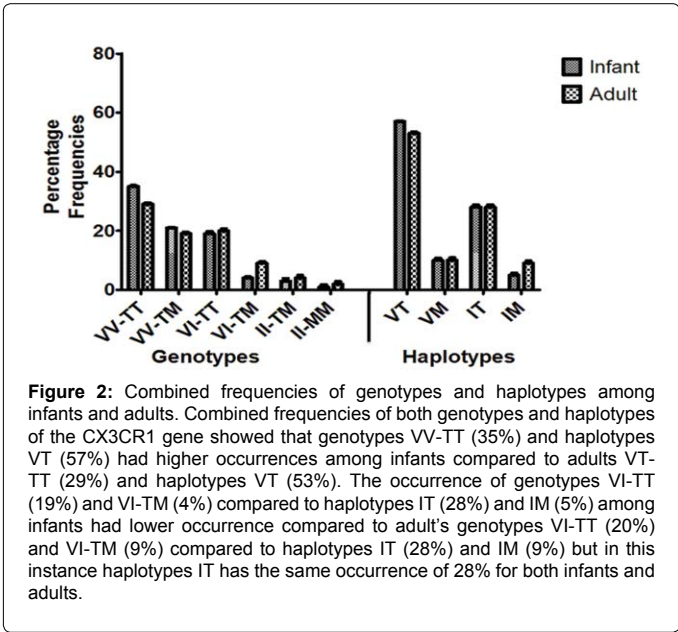 80
60
40
20
0
Percentage
Frequencies
Infant
Adult
VV-TT
VV-TM
VI-TT
VI-TM
II-TM
II-MM
VT
VM
IT
IM
Genotypes
Haplotypes
Figure 2: Combined frequencies of genotypes and haplotypes among
infants and adults. Combined frequencies of both genotypes and haplotypes
of the CX3CR1 gene showed that genotypes VV-TT (35%) and haplotypes
VT (57%) had higher occurrences among infants compared to adults VT-
TT (29%) and haplotypes VT (53%). The occurrence of genotypes VI-TT
(19%) and VI-TM (4%) compared to haplotypes IT (28%) and IM (5%) among
infants had lower occurrence compared to adult's genotypes VI-TT (20%)
and VI-TM (9%) compared to haplotypes IT (28%) and IM (9%) but in this
instance haplotypes IT has the same occurrence of 28% for both infants and
adults.